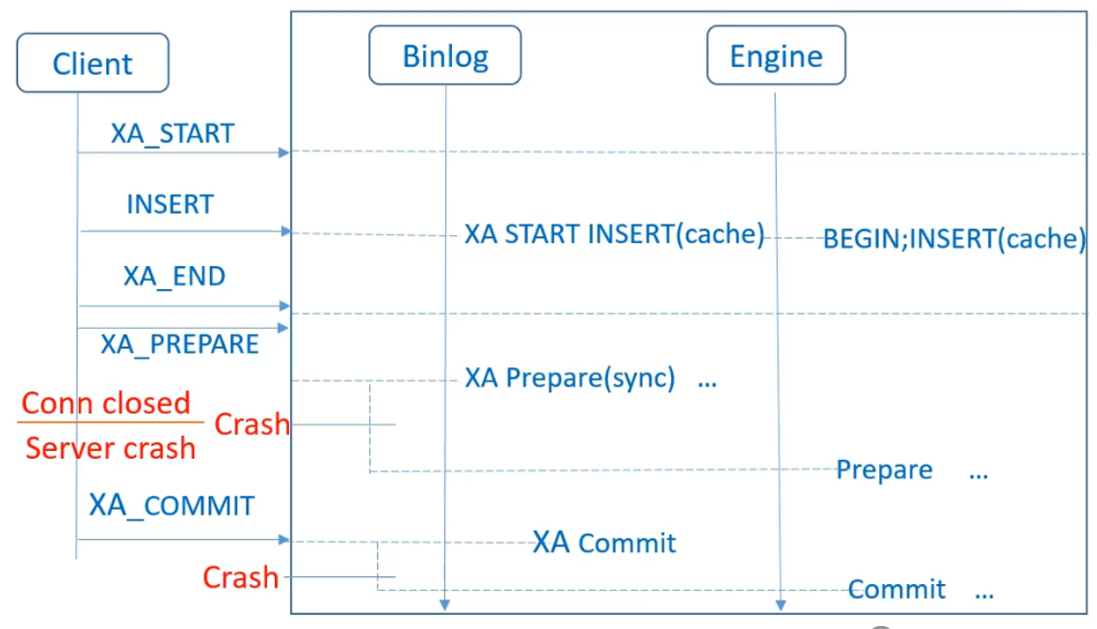 Client
Binlog
Engine
XA_START
INSERT
XA START INSERT(cache)
BEGIN;INSERT(cache)
XA_END
XA_PREPARE
XA Prepare(sync) ...
Conn closed
Server crash
Crash
Prepare ...
XA_COMMIT
XA Commit
Crash
Commit ...